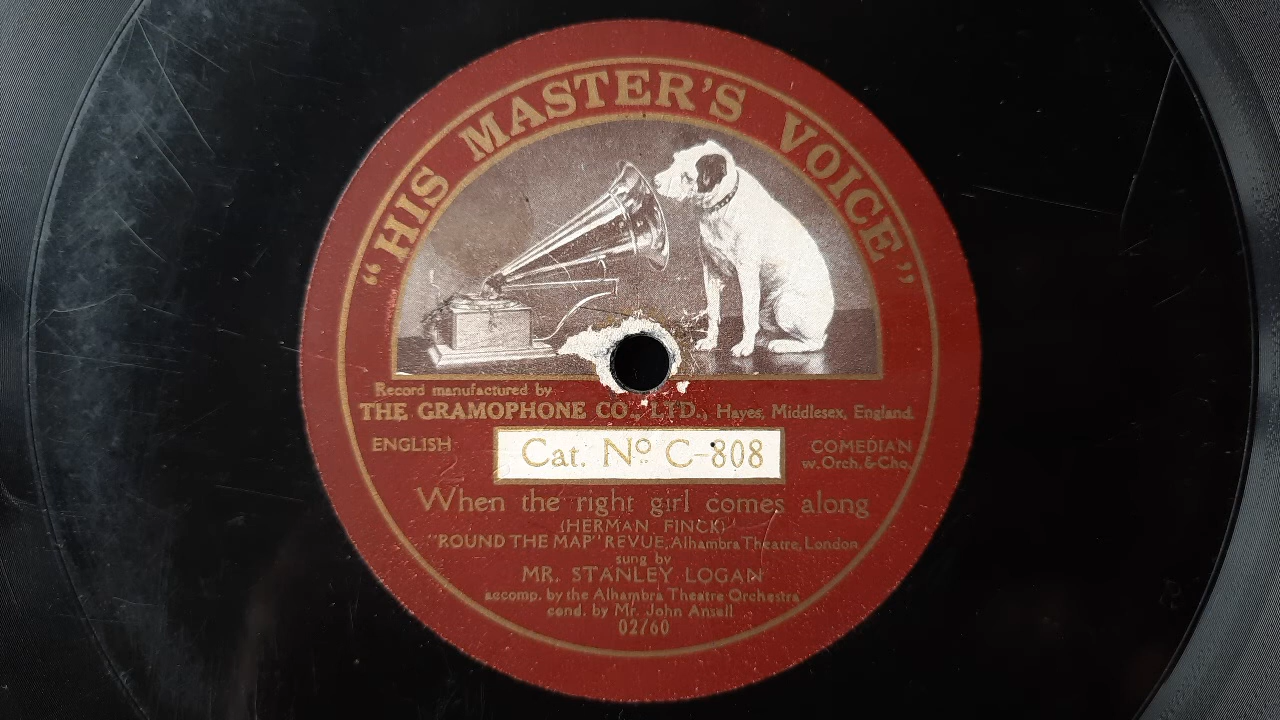 "HIS MASTER'S VOICE"
Record manufactured by
THE GRAMOPHONE CO., LTD., Hayes, Middlesex, England.
ENGLISH
Cat. Nº C-808
COMEDIAN
w. Orch. & Cho.
When the right girl comes along
(HERMAN FINCK)
"ROUND THE MAP" REVUE, Alhambra Theatre, London
sung by
MR. STANLEY LOGAN
accomp. by the Alhambra Theatre Orchestra
cond. by Mr. John Ansell
02760